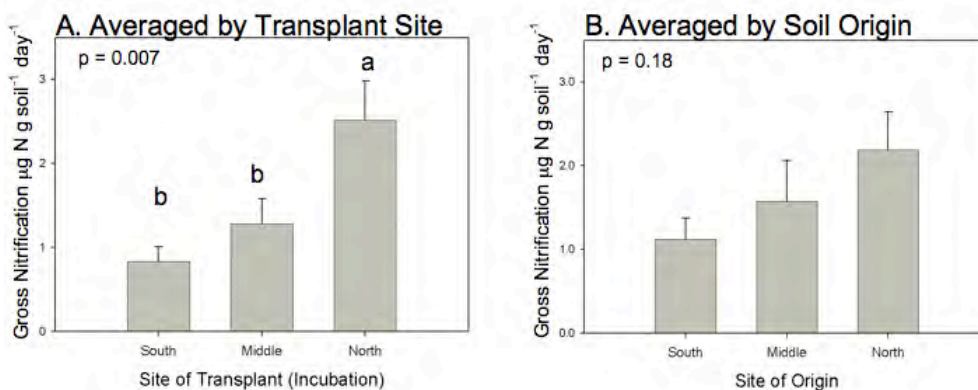 A. Averaged by Transplant Site
p = 0.007
a
b
b
Gross Nitrification µg N g soil⁻¹ day⁻¹
3
2
1
0
South Middle North
Site of Transplant (Incubation)
B. Averaged by Soil Origin
p = 0.18
Gross Nitrification µg N g soil⁻¹ day⁻¹
3.0
2.0
1.0
0.0
South Middle North
Site of Origin